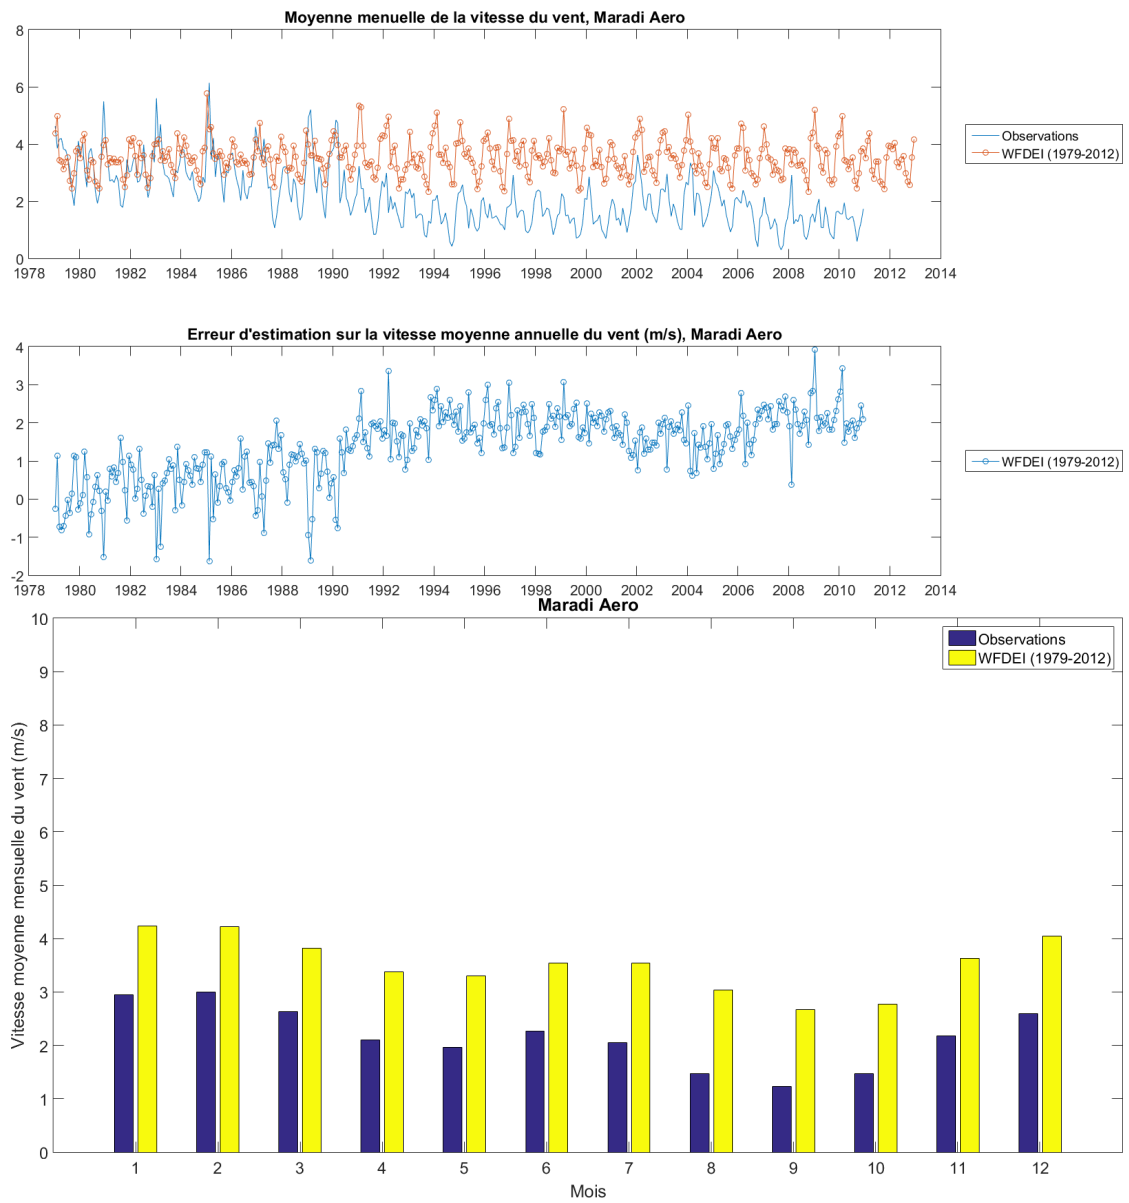 Moyenne menuelle de la vitesse du vent, Maradi Aero
8
6
4
2
0
1978 1980 1982 1984 1986 1988 1990 1992 1994 1996 1998 2000 2002 2004 2006 2008 2010 2012 2014
Observations
WFDEI (1979-2012)
Erreur d'estimation sur la vitesse moyenne annuelle du vent (m/s), Maradi Aero
4
3
2
1
0
-1
-2
1978 1980 1982 1984 1986 1988 1990 1992 1994 1996 1998 2000 2002 2004 2006 2008 2010 2012 2014
WFDEI (1979-2012)
Maradi Aero
10
9
8
7
6
5
4
3
2
1
0
Vitesse moyenne mensuelle du vent (m/s)
Observations
WFDEI (1979-2012)
1 2 3 4 5 6 7 8 9 10 11 12
Mois